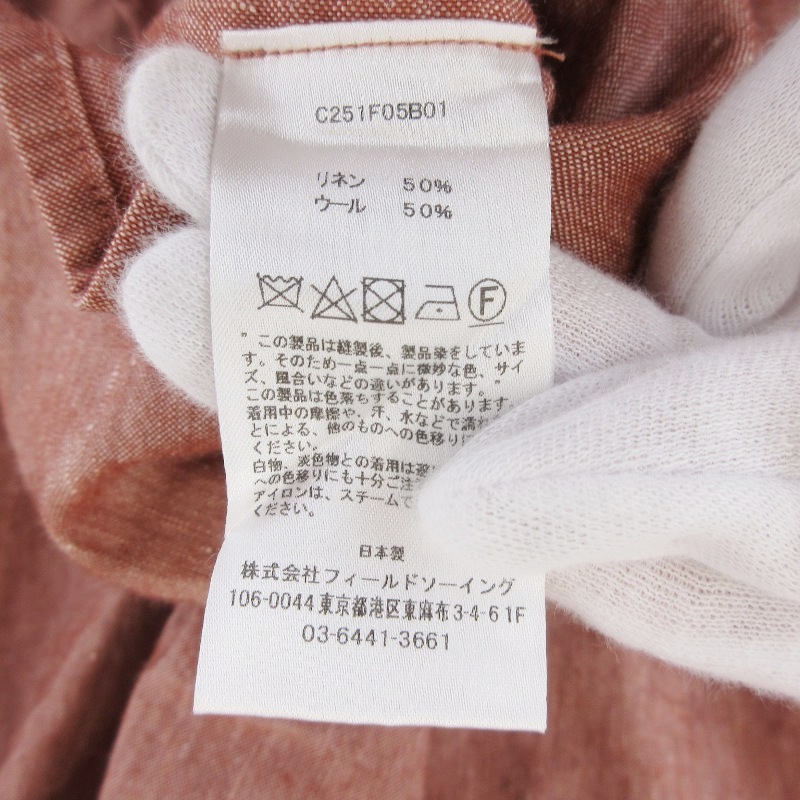 C251F05B01
リネン 50%
ウール 50%
F
" この製品は縫製後、製品染をしていま
す。そのため一点一点に微妙な色、サイ
ズ、風合いなどの違いがあります。"
この製品は色落ちすることがあります。
着用中の摩擦や、汗、水などで濡れ
とによる、他のものへの色移りに
ください。
白物、淡色物との着用は避
への色移りにも十分ご注
アイロンは、スチームで
ください。
日本製
株式会社フィールドソーイング
106-0044 東京都港区東麻布3-4-6 1F
03-6441-3661